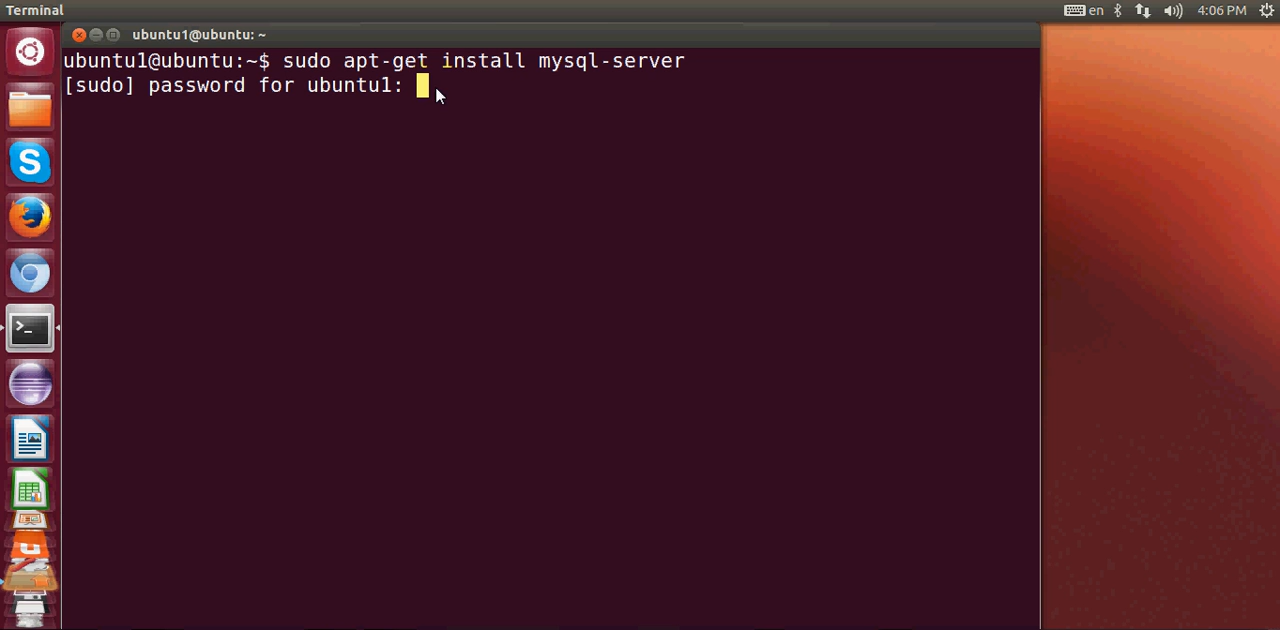 Terminal
en
4:06 PM
ubuntu1@ubuntu: ~
ubuntu1@ubuntu:~$ sudo apt-get install mysql-server
[sudo] password for ubuntu1: